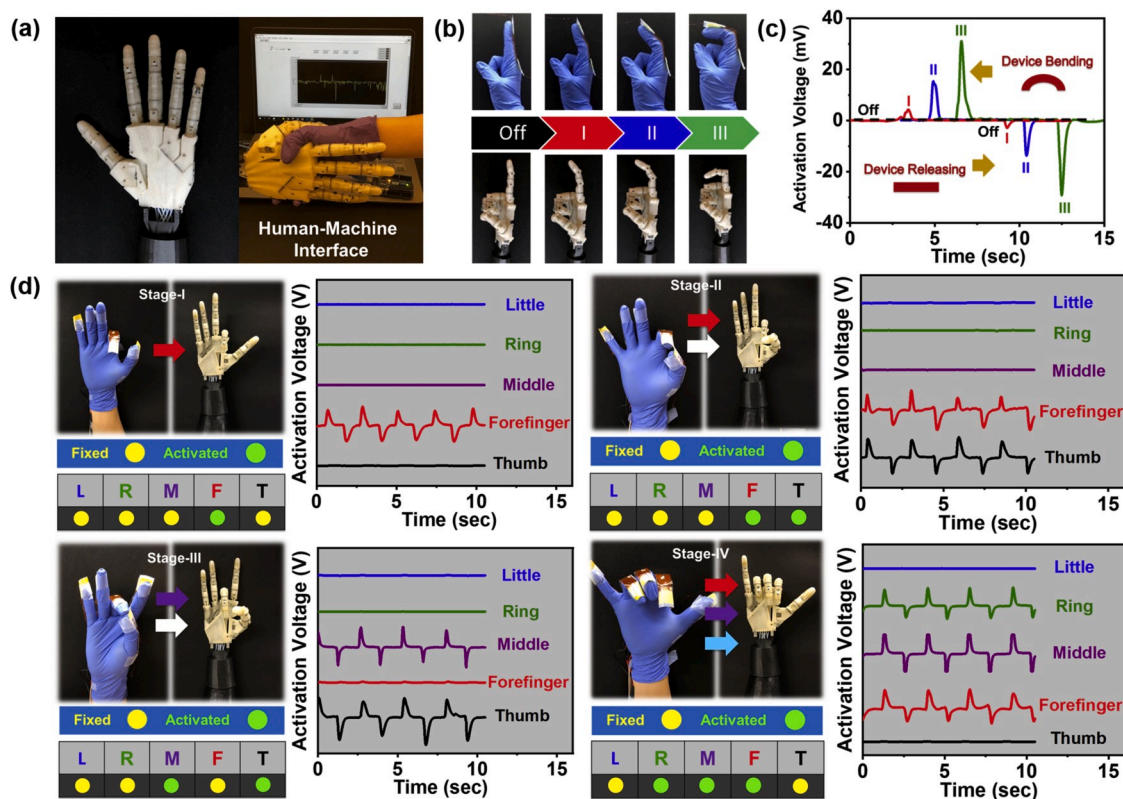 (a)
Human-Machine
Interface
(b)
Off
I
II
III
(c)
Activation Voltage (mV)
40
20
0
-20
-40
0
5
10
15
Time (sec)
Off
I
II
III
Device Bending
Off
I
II
III
Device Releasing
(d)
Stage-I
Fixed
Activated
L R M F T
Activation Voltage (V)
Little
Ring
Middle
Forefinger
Thumb
0 5 10 15
Time (sec)
Stage-II
Fixed
Activated
L R M F T
Activation Voltage (V)
Little
Ring
Middle
Forefinger
Thumb
0 5 10 15
Time (sec)
Stage-III
Fixed
Activated
L R M F T
Activation Voltage (V)
Little
Ring
Middle
Forefinger
Thumb
0 5 10 15
Time (sec)
Stage-IV
Fixed
Activated
L R M F T
Activation Voltage (V)
Little
Ring
Middle
Forefinger
Thumb
0 5 10 15
Time (sec)